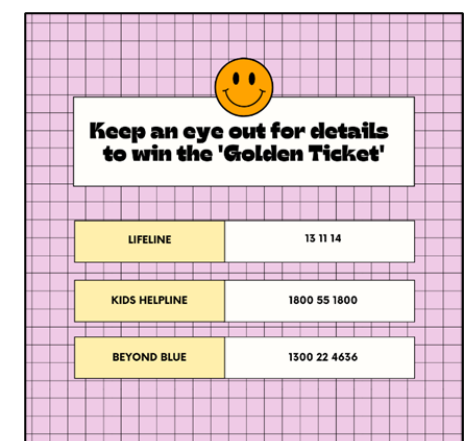 Keep an eye out for details
to win the 'Golden Ticket'
LIFELINE 13 11 14
KIDS HELPLINE 1800 55 1800
BEYOND BLUE 1300 22 4636